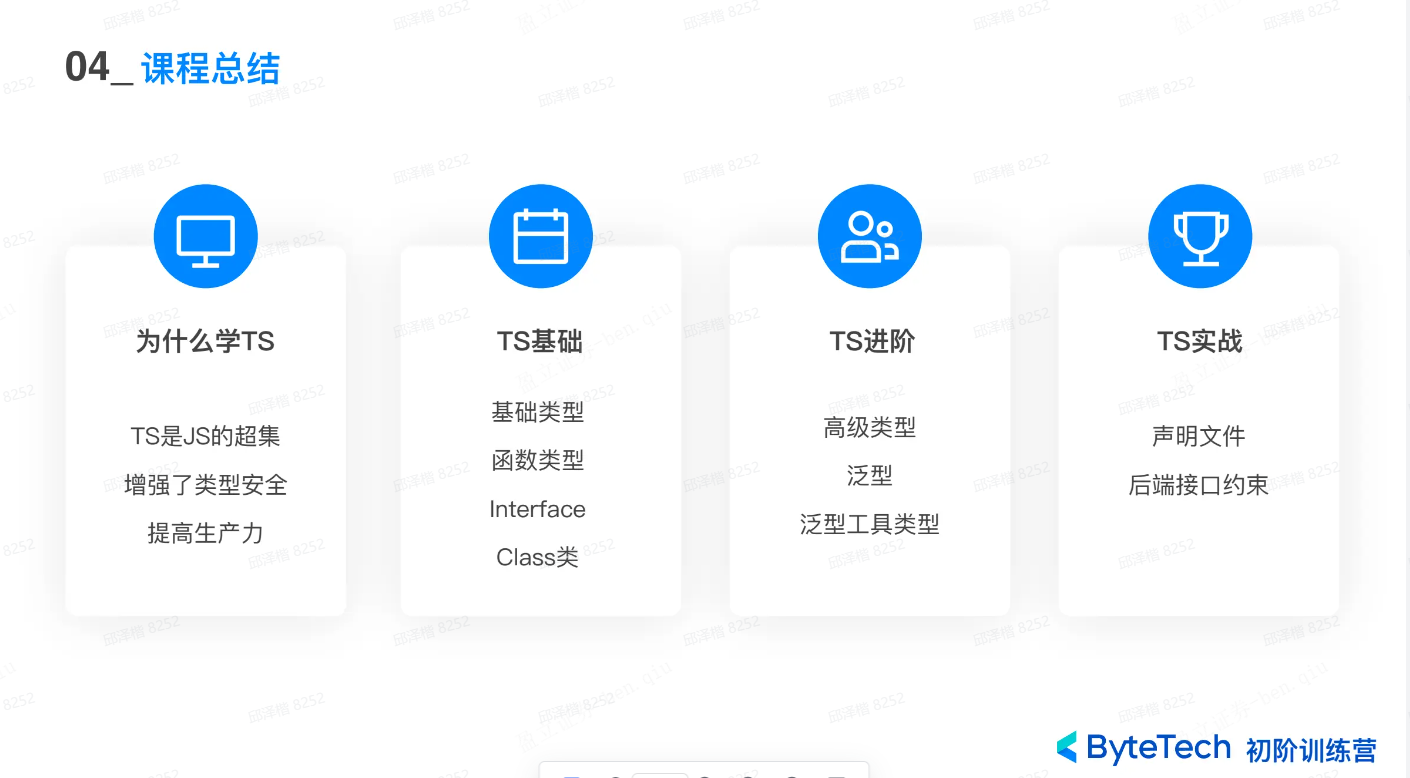 04_ 课程总结
为什么学TS
TS是JS的超集
增强了类型安全
提高生产力
TS基础
基础类型
函数类型
Interface
Class类
TS进阶
高级类型
泛型
泛型工具类型
TS实战
声明文件
后端接口约束
ByteTech 初阶训练营
邱泽楷 8252